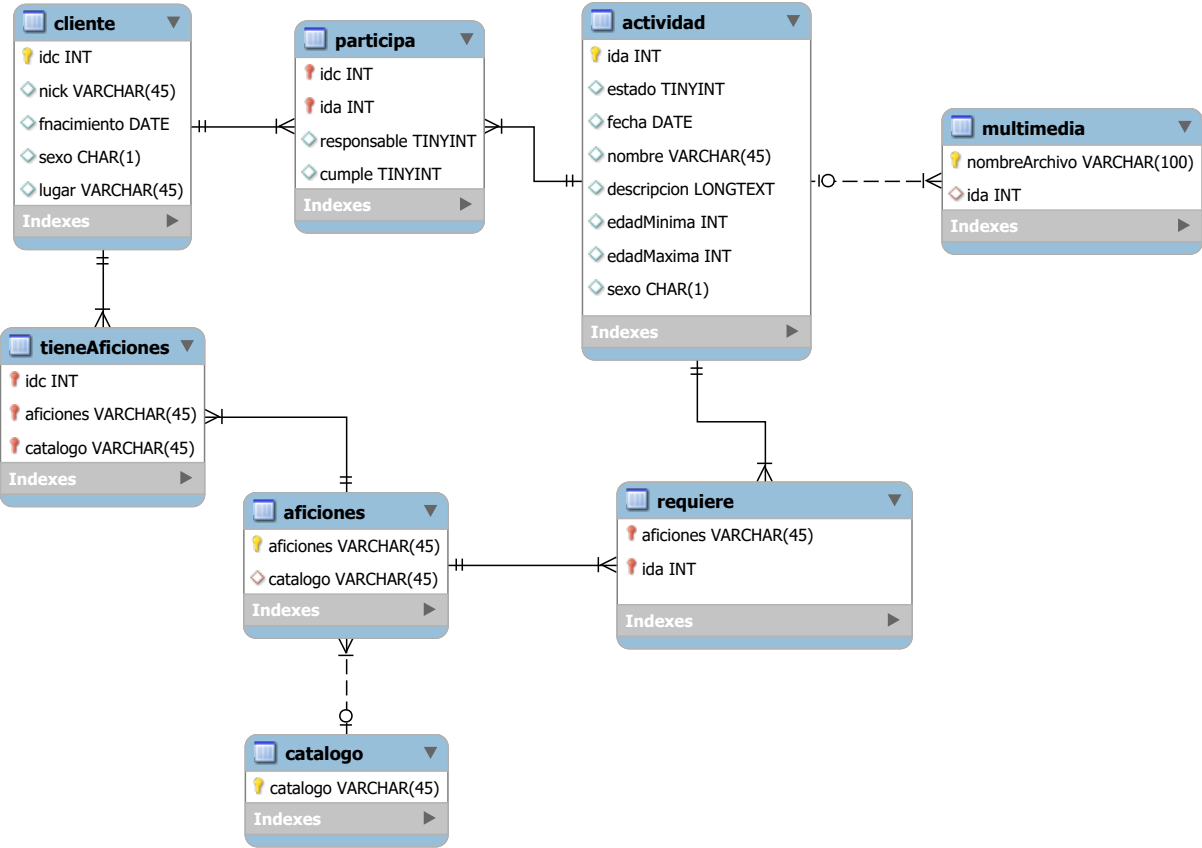 cliente
idc INT
nick VARCHAR(45)
fnacimiento DATE
sexo CHAR(1)
lugar VARCHAR(45)
Indexes
participa
idc INT
ida INT
responsable TINYINT
cumple TINYINT
Indexes
actividad
ida INT
estado TINYINT
fecha DATE
nombre VARCHAR(45)
descripcion LONGTEXT
edadMinima INT
edadMaxima INT
sexo CHAR(1)
Indexes
multimedia
nombreArchivo VARCHAR(100)
ida INT
Indexes
tieneAficiones
idc INT
aficiones VARCHAR(45)
catalogo VARCHAR(45)
Indexes
aficiones
aficiones VARCHAR(45)
catalogo VARCHAR(45)
Indexes
requiere
aficiones VARCHAR(45)
ida INT
Indexes
catalogo
catalogo VARCHAR(45)
Indexes